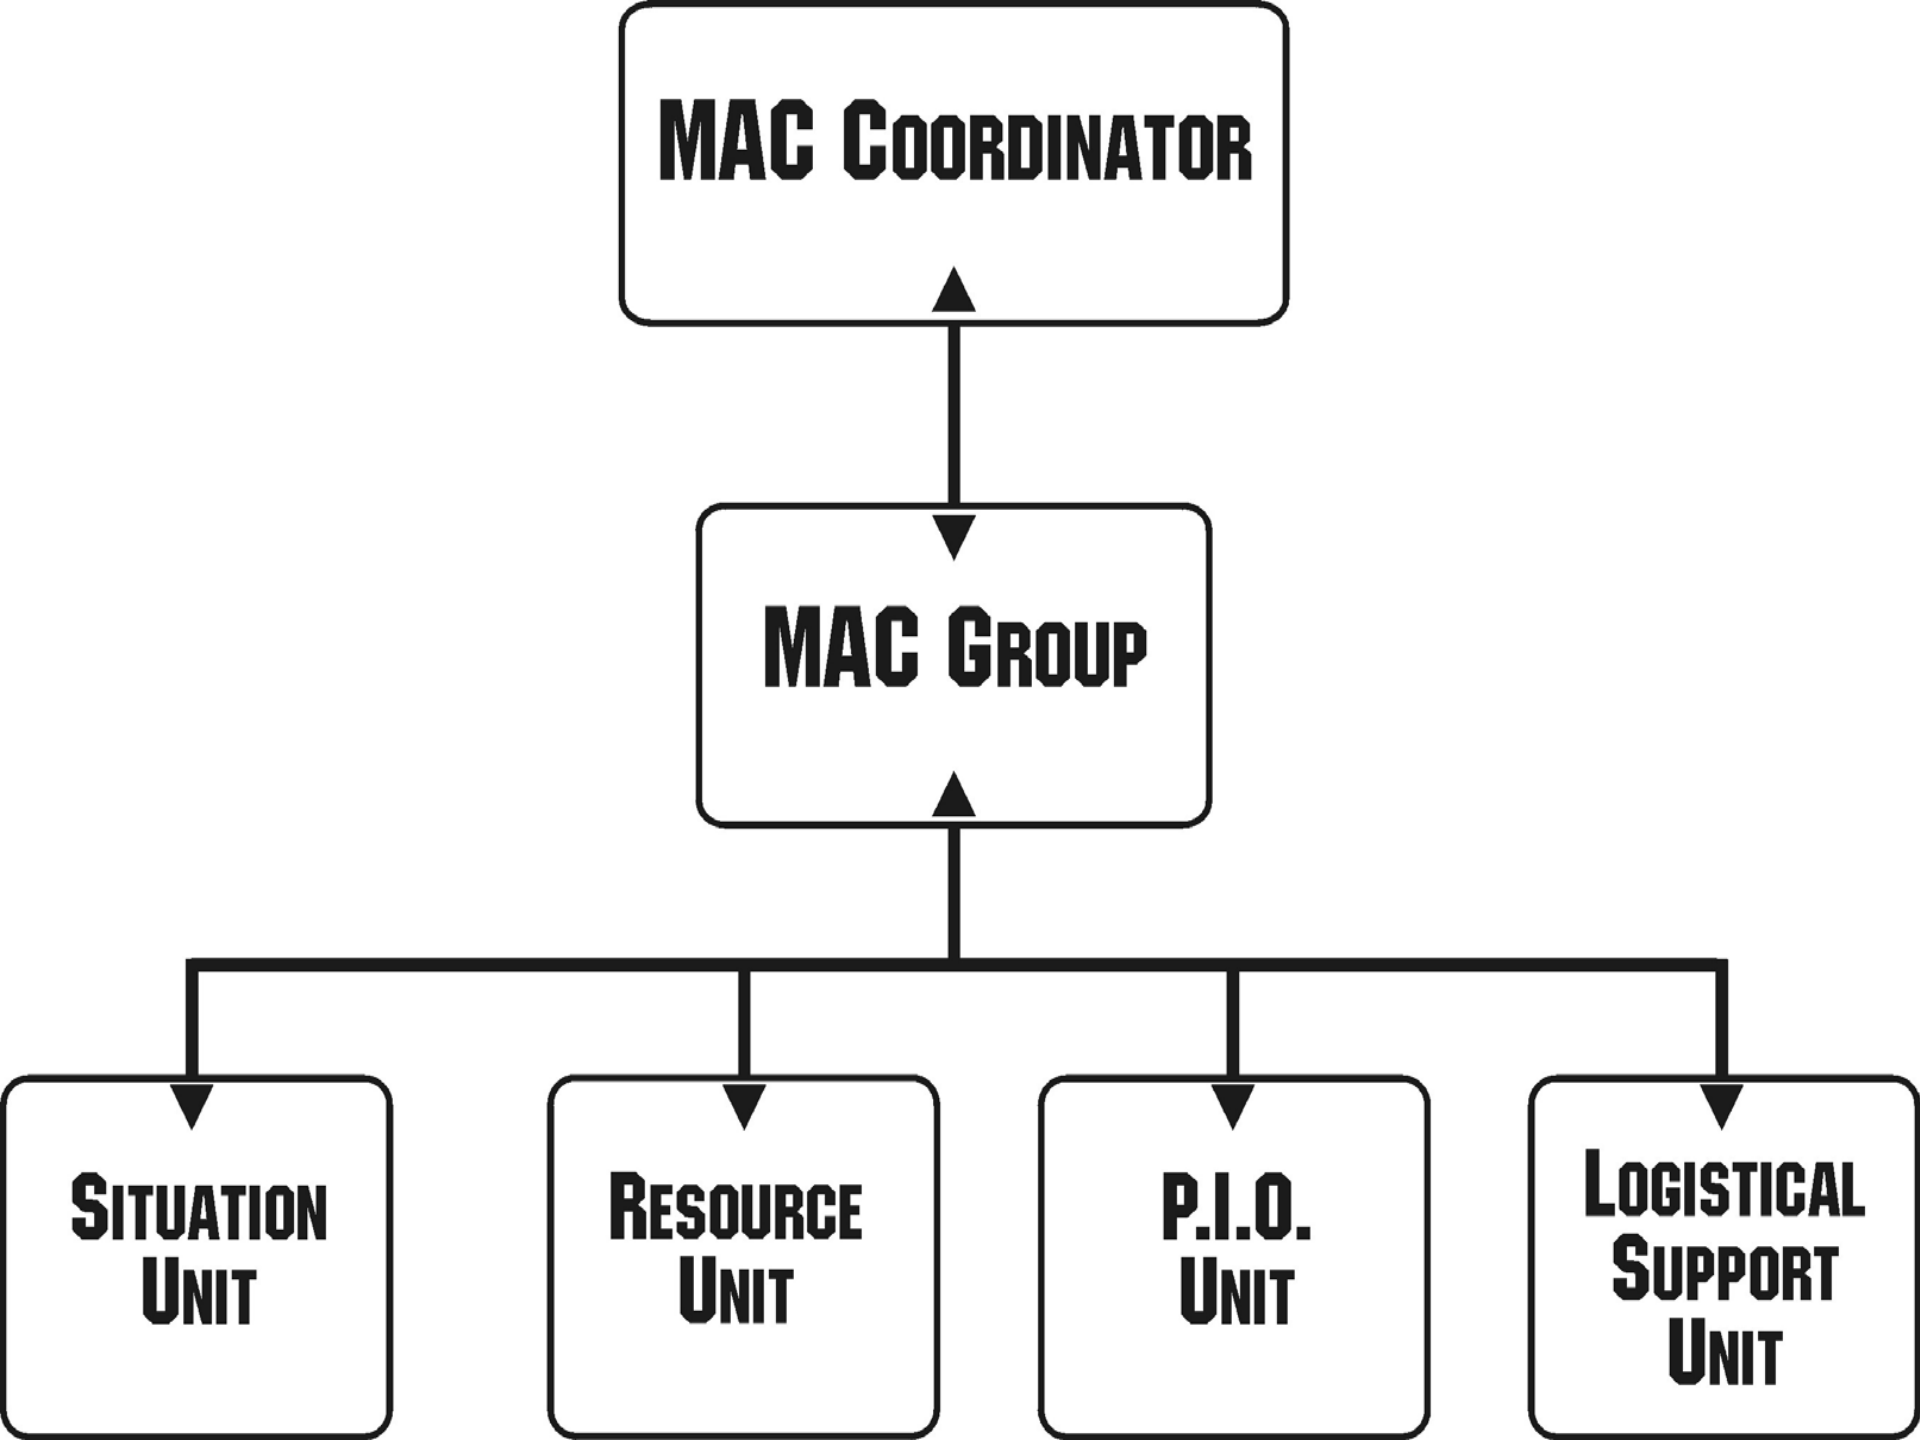 MAC COORDINATOR
MAC GROUP
SITUATION
UNIT
RESOURCE
UNIT
P.I.O.
UNIT
LOGISTICAL
SUPPORT
UNIT